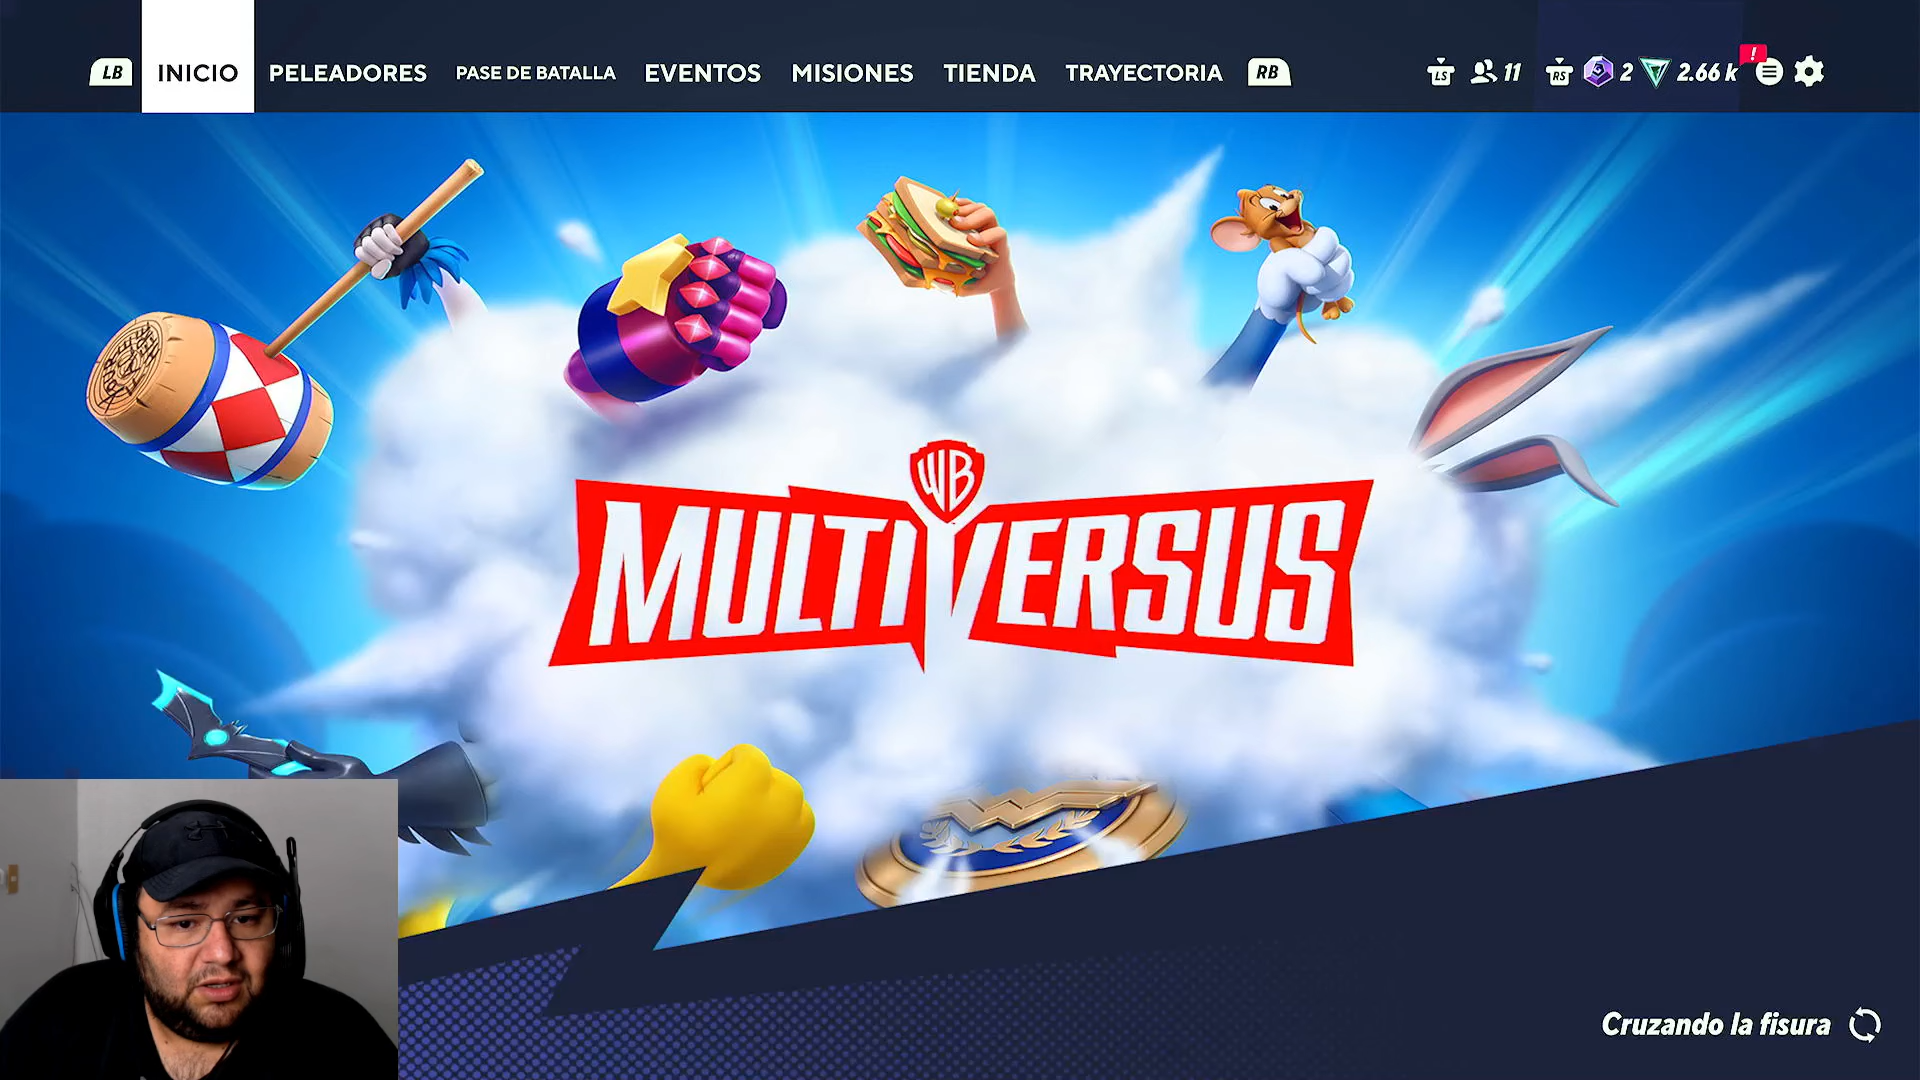 LB INICIO PELEADORES PASE DE BATALLA EVENTOS MISIONES TIENDA TRAYECTORIA RB LS 11 RS 2 2.66 k !
WB
MULTIVERSUS
Cruzando la fisura